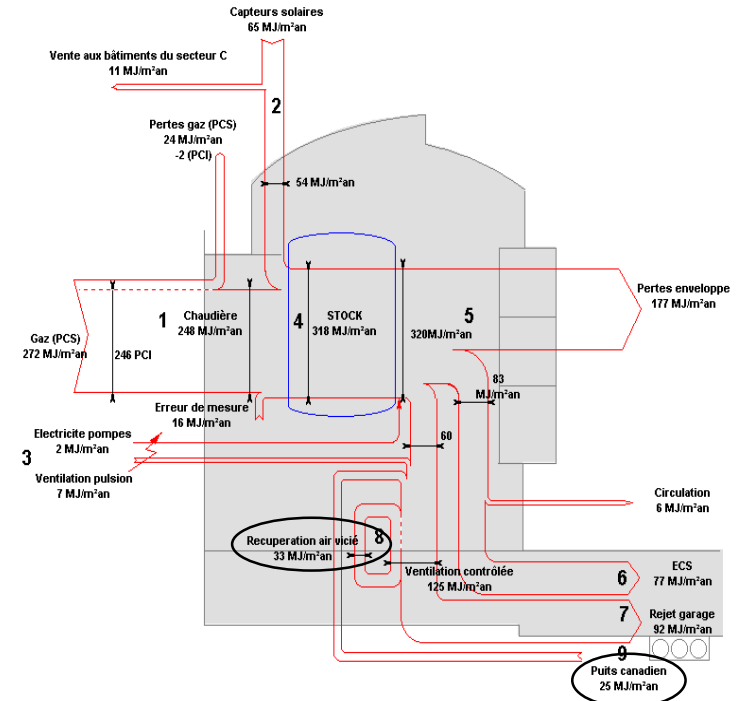 Capteurs solaires
65 MJ/m²an
Vente aux bâtiments du secteur C
11 MJ/m²an
2
Pertes gaz (PCS)
24 MJ/m²an
-2 (PCI)
54 MJ/m²an
1
Chaudière
248 MJ/m²an
4
STOCK
318 MJ/m²an
5
320MJ/m²an
Pertes enveloppe
177 MJ/m²an
Gaz (PCS)
272 MJ/m²an
246 PCI
83
MJ/m²an
Erreur de mesure
16 MJ/m²an
Electricite pompes
2 MJ/m²an
3
Ventilation pulsion
7 MJ/m²an
60
Circulation
6 MJ/m²an
Recuperation air vicié
33 MJ/m²an
8
Ventilation contrôlée
125 MJ/m²an
6
ECS
77 MJ/m²an
7
Rejet garage
92 MJ/m²an
9
Puits canadien
25 MJ/m²an